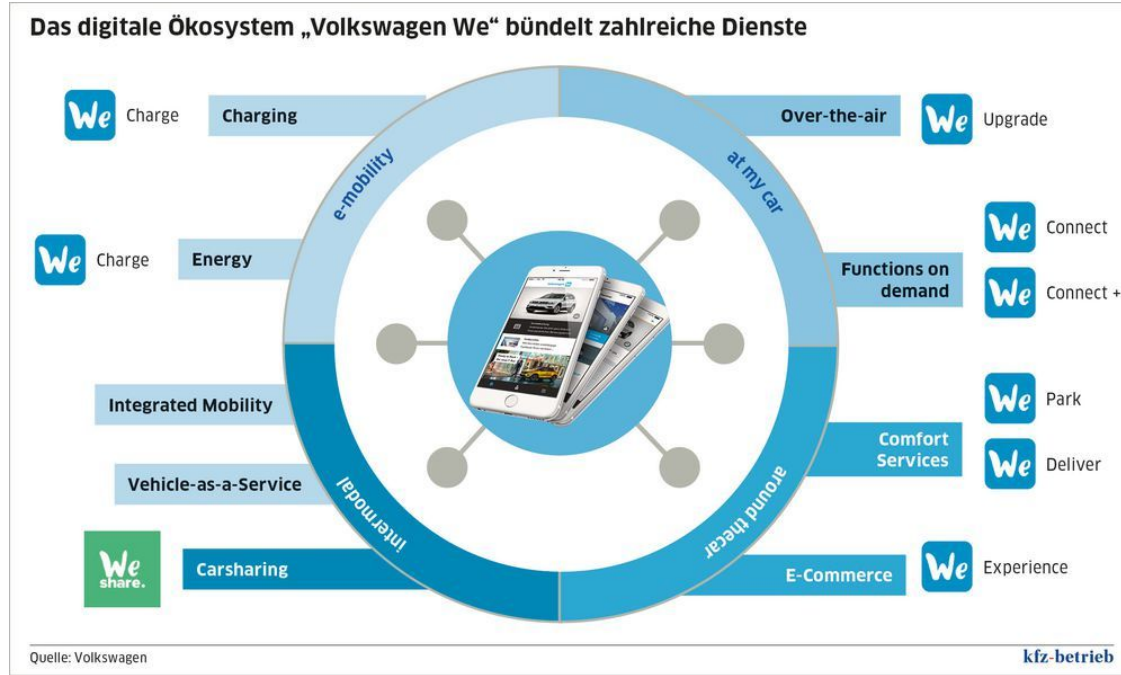 Das digitale Ökosystem „Volkswagen We“ bündelt zahlreiche Dienste
We Charge
Charging
e-mobility
We Charge
Energy
Integrated Mobility
Vehicle-as-a-Service
We
share.
Carsharing
intermodal
at my car
Over-the-air
We Upgrade
Functions on
demand
We Connect
We Connect +
around thecar
Comfort
Services
We Park
We Deliver
E-Commerce
We Experience
Quelle: Volkswagen
kfz-betrieb